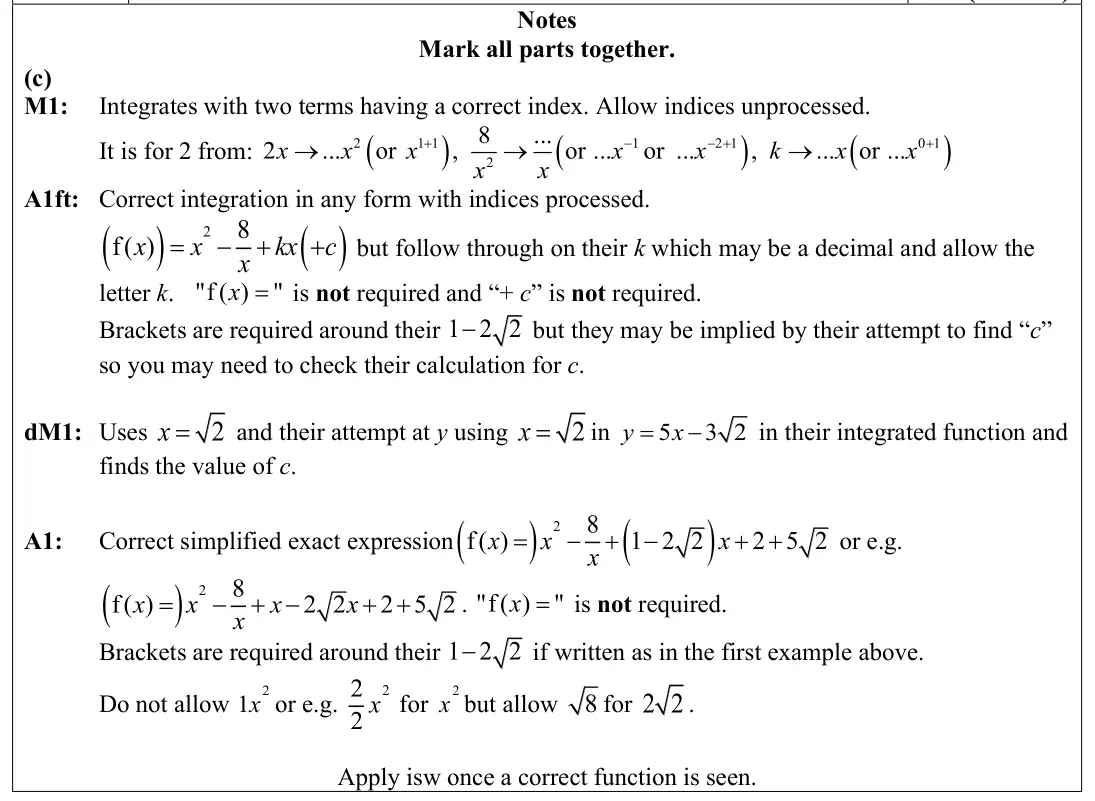 Notes
Mark all parts together.
(c)
M1: Integrates with two terms having a correct index. Allow indices unprocessed.
It is for 2 from: 2x → ...x² (or x¹⁺¹), 8/x² → .../x (or ...x⁻¹ or ...x⁻²⁺¹), k → ...x (or ...x⁰⁺¹)
A1ft: Correct integration in any form with indices processed.
(f(x)) = x² − 8/x + kx (+c) but follow through on their k which may be a decimal and allow the
letter k. "f(x) =" is not required and “+ c” is not required.
Brackets are required around their 1 − 2√2 but they may be implied by their attempt to find “c”
so you may need to check their calculation for c.
dM1: Uses x = √2 and their attempt at y using x = √2 in y = 5x − 3√2 in their integrated function and
finds the value of c.
A1: Correct simplified exact expression (f(x) =) x² − 8/x + (1 − 2√2)x + 2 + 5√2 or e.g.
(f(x) =) x² − 8/x + x − 2√2x + 2 + 5√2. "f(x) =" is not required.
Brackets are required around their 1 − 2√2 if written as in the first example above.
Do not allow 1x² or e.g. 2/2 x² for x² but allow √8 for 2√2.
Apply isw once a correct function is seen.